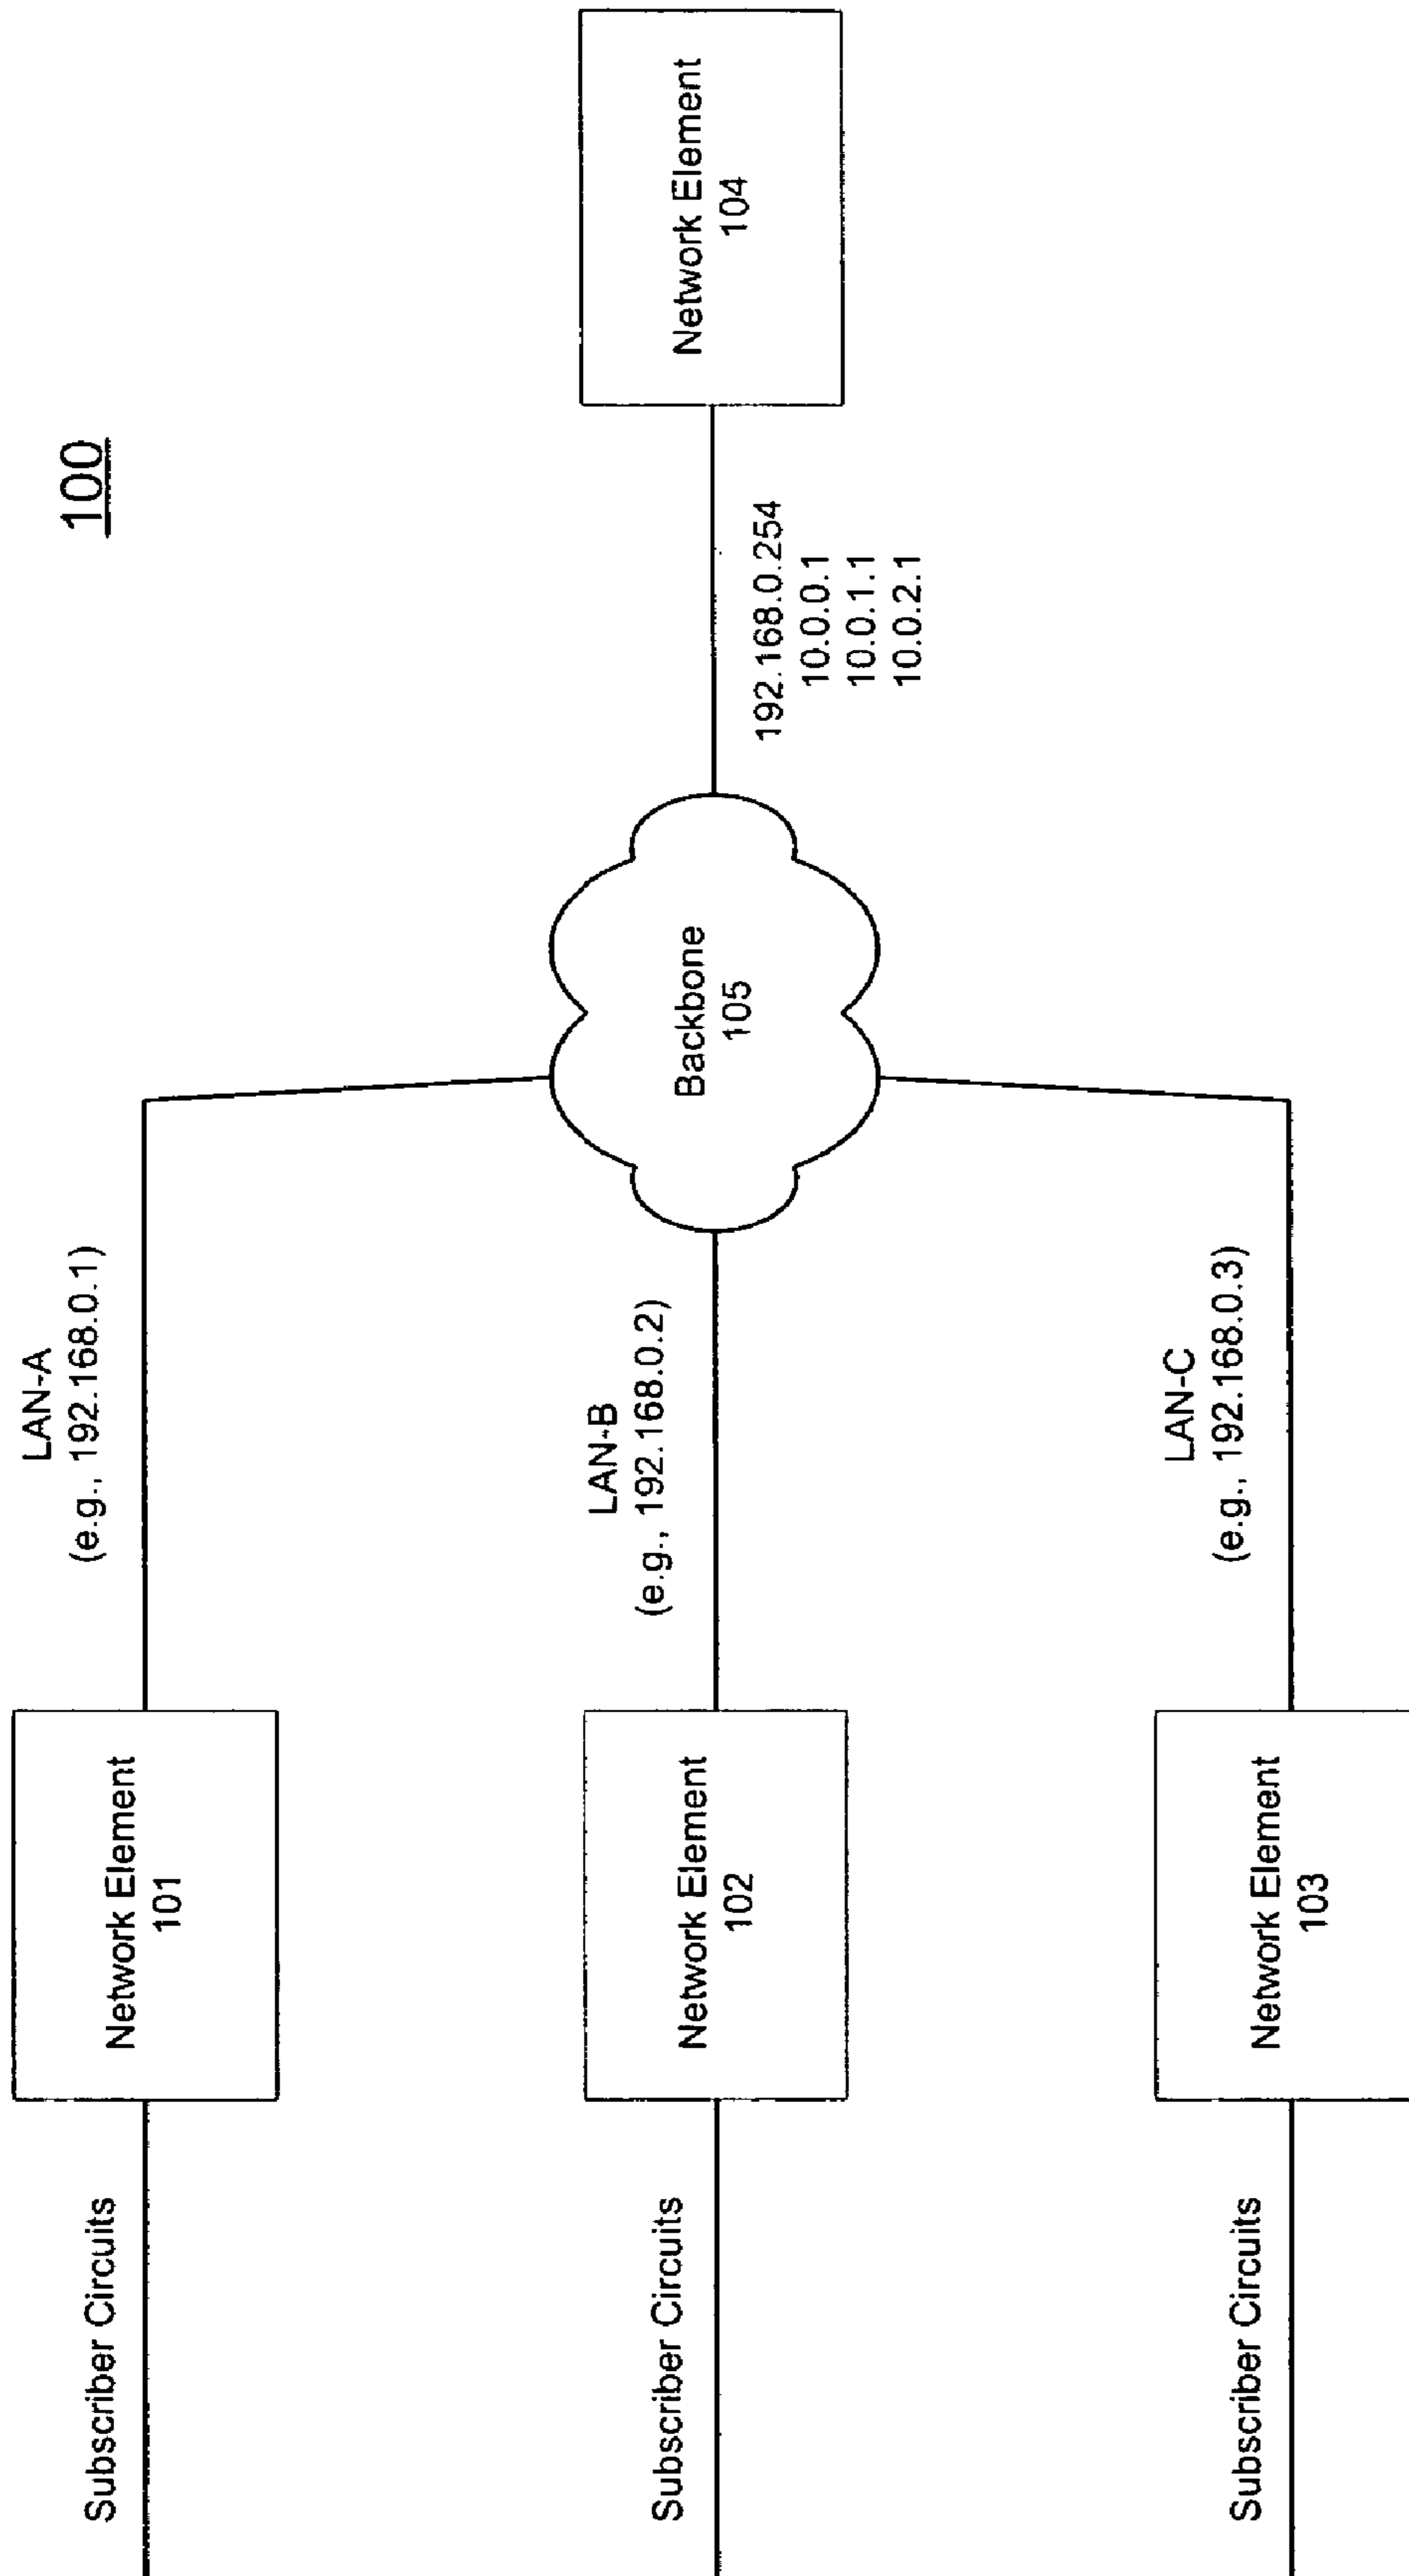 100
LAN-A
(e.g., 192.168.0.1)
Subscriber Circuits
Network Element
101
LAN-B
(e.g., 192.168.0.2)
Subscriber Circuits
Network Element
102
Backbone
105
192.168.0.254
10.0.0.1
10.0.1.1
10.0.2.1
Network Element
104
LAN-C
(e.g., 192.168.0.3)
Subscriber Circuits
Network Element
103